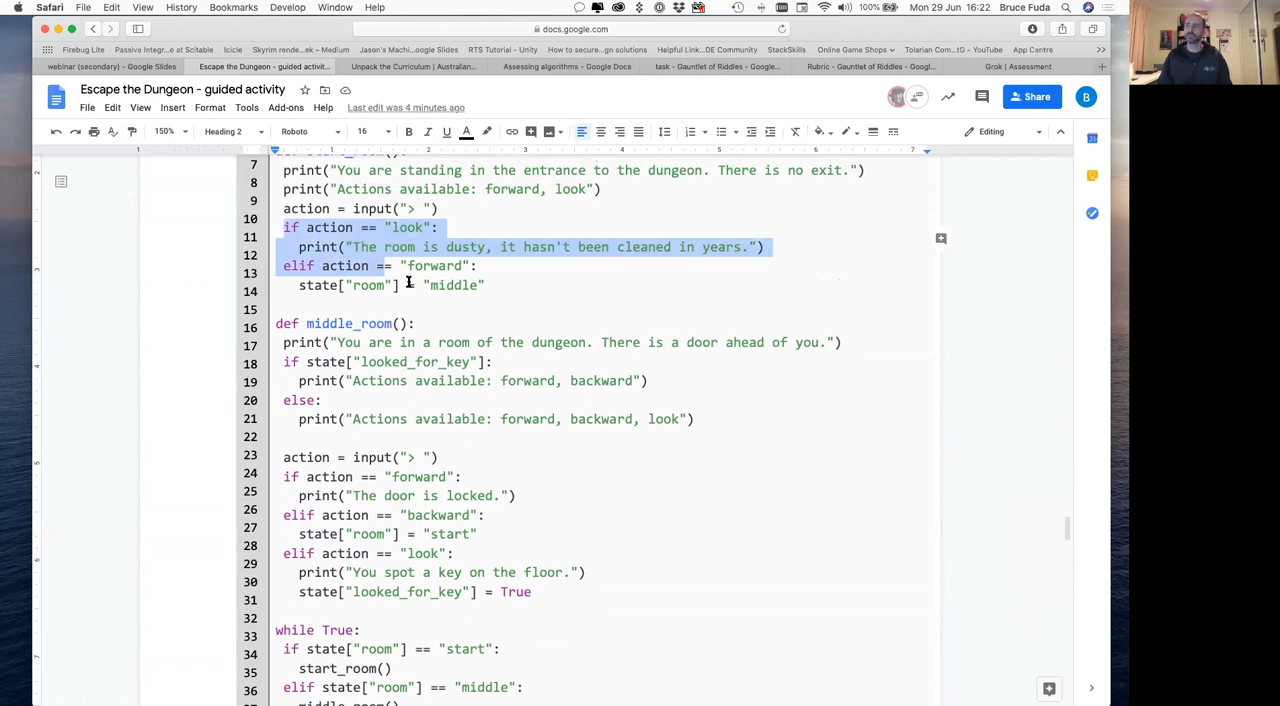 Safari File Edit View History Bookmarks Develop Window Help 100% Mon 29 Jun 16:22 Bruce Fuda
docs.google.com
Firebug Lite Passive Integr...e at Scitable Icicle Skyrim rende...k – Medium Jason's Machi...ogle Slides RTS Tutorial - Unity How to secure...gn solutions Helpful Link...DE Community StackSkills Online Game Shops Tolarian Com...tG - YouTube App Centre
webinar (secondary) - Google Slides Escape the Dungeon - guided activit... Unpack the Curriculum | Australian... Assessing algorithms - Google Docs task - Gauntlet of Riddles - Google... Rubric - Gauntlet of Riddles - Googl... Grok | Assessment
Escape the Dungeon - guided activity
File Edit View Insert Format Tools Add-ons Help Last edit was 4 minutes ago
Share B
150% Heading 2 Roboto 16 B I U A Editing
1 1 2 3 4 5 6 7
7
print("You are standing in the entrance to the dungeon. There is no exit.")
8
print("Actions available: forward, look")
9
action = input("> ")
10
if action == "look":
11
print("The room is dusty, it hasn't been cleaned in years.")
12
elif action == "forward":
13
state["room"] = "middle"
14
15
def middle_room():
16
print("You are in a room of the dungeon. There is a door ahead of you.")
17
if state["looked_for_key"]:
18
print("Actions available: forward, backward")
19
else:
20
print("Actions available: forward, backward, look")
21
22
action = input("> ")
23
if action == "forward":
24
print("The door is locked.")
25
elif action == "backward":
26
state["room"] = "start"
27
elif action == "look":
28
print("You spot a key on the floor.")
29
state["looked_for_key"] = True
30
31
while True:
32
if state["room"] == "start":
33
start_room()
34
elif state["room"] == "middle":
35
middle_room()